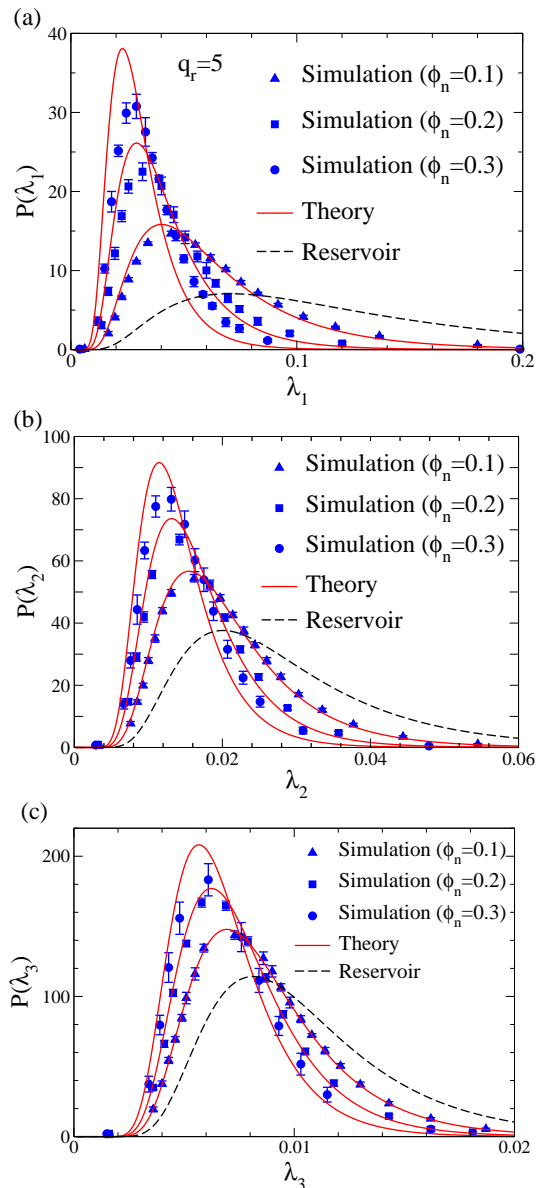 (a)
40
30
20
10
0
P(λ₁)
qᵣ=5
Simulation (ϕₙ=0.1)
Simulation (ϕₙ=0.2)
Simulation (ϕₙ=0.3)
Theory
Reservoir
0
0.1
0.2
λ₁
(b)
100
80
60
40
20
0
P(λ₂)
Simulation (ϕₙ=0.1)
Simulation (ϕₙ=0.2)
Simulation (ϕₙ=0.3)
Theory
Reservoir
0
0.02
0.04
0.06
λ₂
(c)
200
100
0
P(λ₃)
Simulation (ϕₙ=0.1)
Simulation (ϕₙ=0.2)
Simulation (ϕₙ=0.3)
Theory
Reservoir
0
0.01
0.02
λ₃